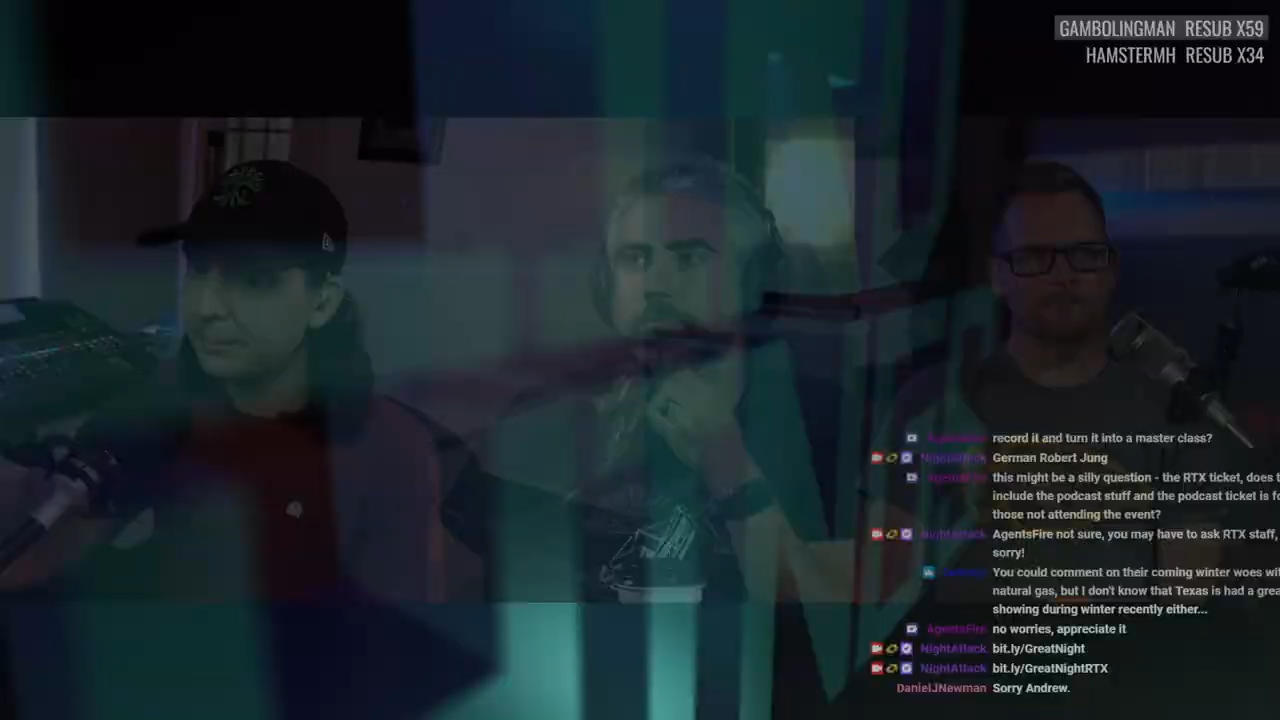 GAMBOLINGMAN RESUB X59
HAMSTERMH RESUB X34
record it and turn it into a master class?
NightAttack German Robert Jung
AgentsFire this might be a silly question - the RTX ticket, does t
include the podcast stuff and the podcast ticket is fo
those not attending the event?
NightAttack AgentsFire not sure, you may have to ask RTX staff,
sorry!
You could comment on their coming winter woes wit
natural gas, but I don't know that Texas is had a grea
showing during winter recently either...
AgentsFire no worries, appreciate it
NightAttack bit.ly/GreatNight
NightAttack bit.ly/GreatNightRTX
DanielJNewman Sorry Andrew.